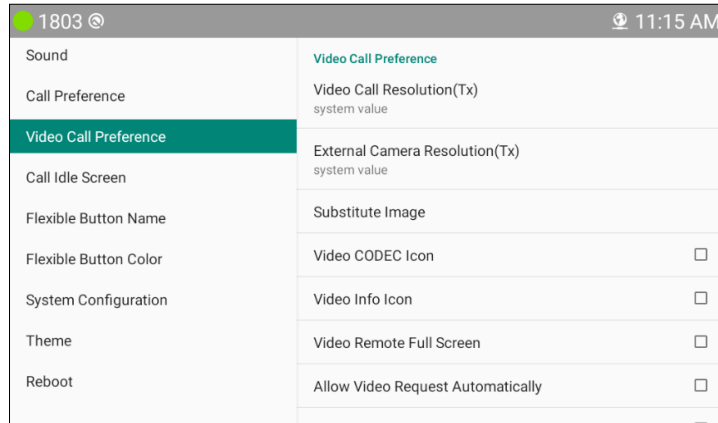 1803
11:15 AM
Sound
Call Preference
Video Call Preference
Call Idle Screen
Flexible Button Name
Flexible Button Color
System Configuration
Theme
Reboot
Video Call Preference
Video Call Resolution(Tx)
system value
External Camera Resolution(Tx)
system value
Substitute Image
Video CODEC Icon
Video Info Icon
Video Remote Full Screen
Allow Video Request Automatically